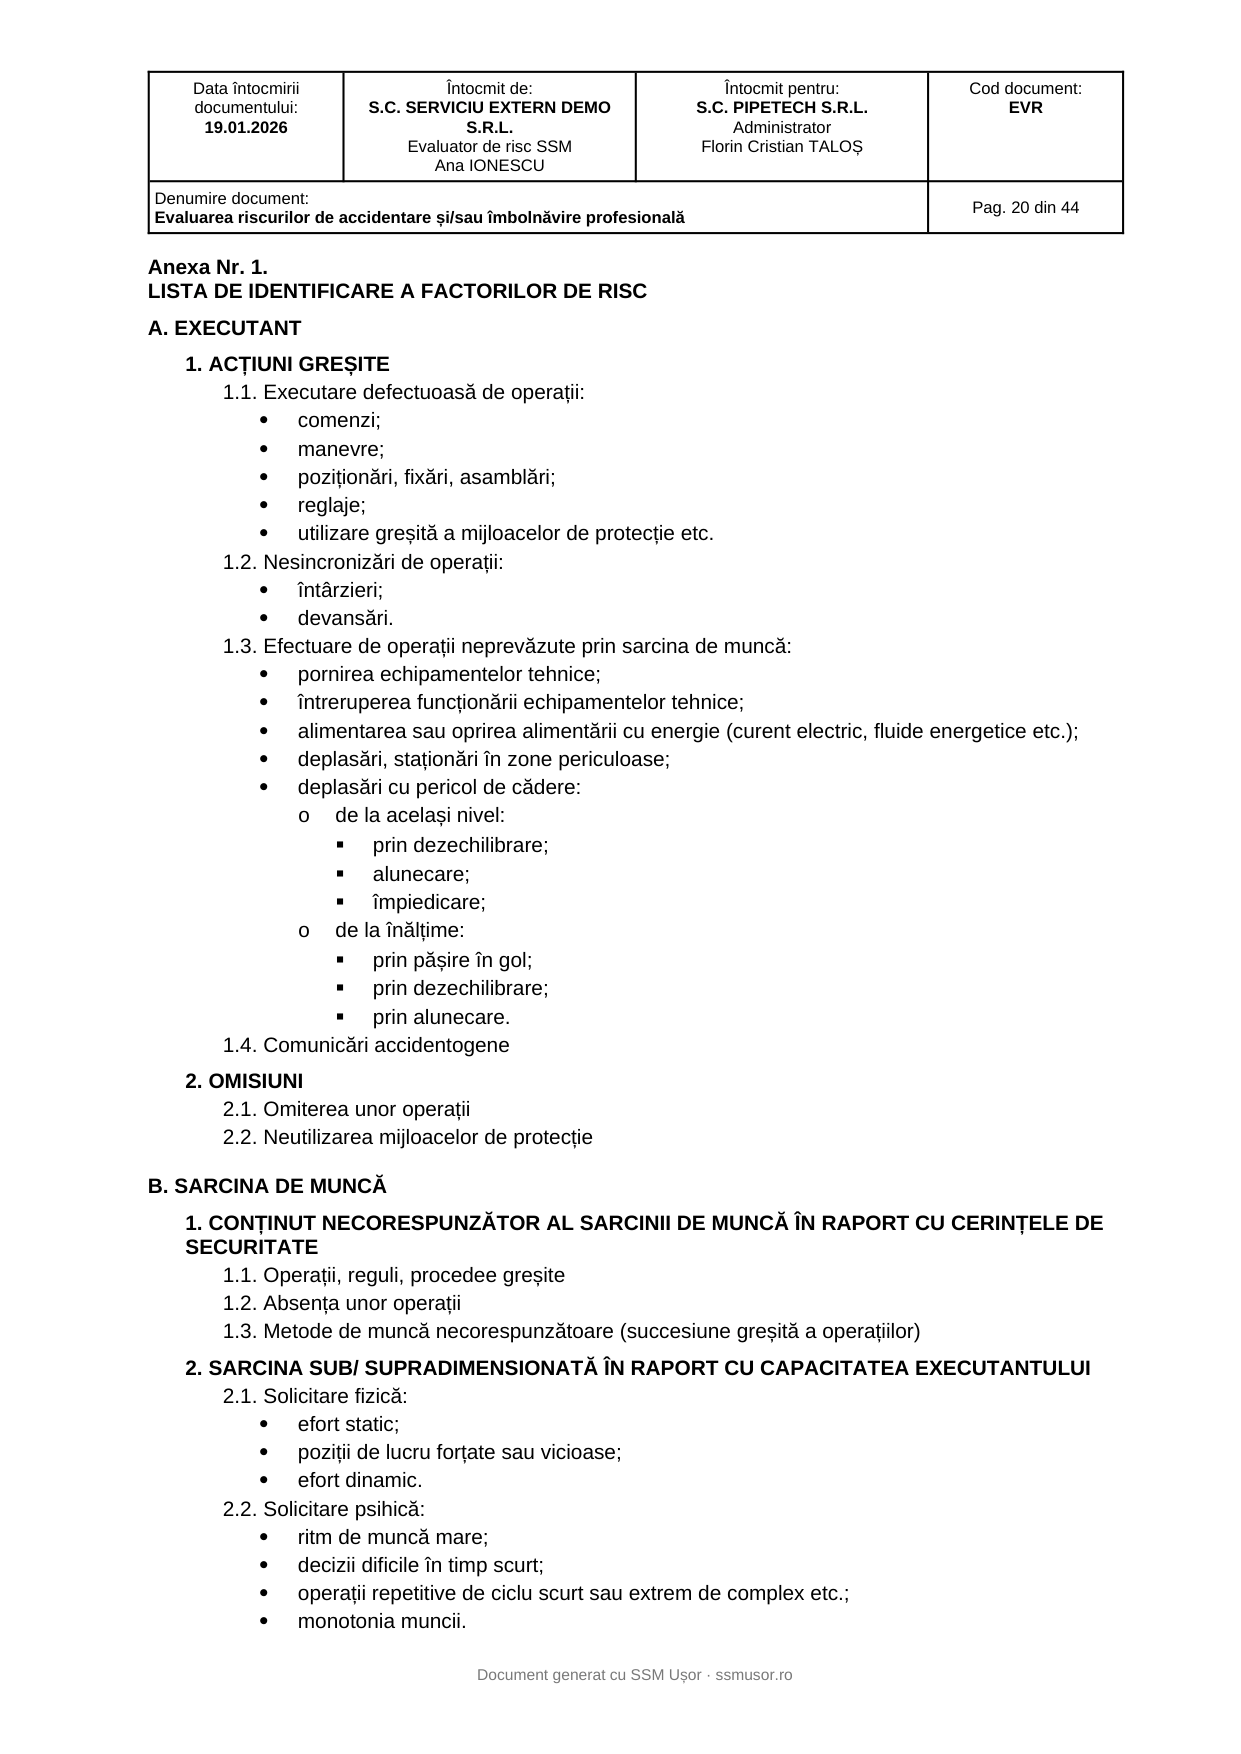 Data întocmirii
documentului:
19.01.2026
Întocmit de:
S.C. SERVICIU EXTERN DEMO
S.R.L.
Evaluator de risc SSM
Ana IONESCU
Întocmit pentru:
S.C. PIPETECH S.R.L.
Administrator
Florin Cristian TALOȘ
Cod document:
EVR
Denumire document:
Evaluarea riscurilor de accidentare și/sau îmbolnăvire profesională
Pag. 20 din 44
Anexa Nr. 1.
LISTA DE IDENTIFICARE A FACTORILOR DE RISC
A. EXECUTANT
1. ACȚIUNI GREȘITE
1.1. Executare defectuoasă de operații:
• comenzi;
• manevre;
• poziționări, fixări, asamblări;
• reglaje;
• utilizare greșită a mijloacelor de protecție etc.
1.2. Nesincronizări de operații:
• întârzieri;
• devansări.
1.3. Efectuare de operații neprevăzute prin sarcina de muncă:
• pornirea echipamentelor tehnice;
• întreruperea funcționării echipamentelor tehnice;
• alimentarea sau oprirea alimentării cu energie (curent electric, fluide energetice etc.);
• deplasări, staționări în zone periculoase;
• deplasări cu pericol de cădere:
o de la același nivel:
▪ prin dezechilibrare;
▪ alunecare;
▪ împiedicare;
o de la înălțime:
▪ prin pășire în gol;
▪ prin dezechilibrare;
▪ prin alunecare.
1.4. Comunicări accidentogene
2. OMISIUNI
2.1. Omiterea unor operații
2.2. Neutilizarea mijloacelor de protecție
B. SARCINA DE MUNCĂ
1. CONȚINUT NECORESPUNZĂTOR AL SARCINII DE MUNCĂ ÎN RAPORT CU CERINȚELE DE
SECURITATE
1.1. Operații, reguli, procedee greșite
1.2. Absența unor operații
1.3. Metode de muncă necorespunzătoare (succesiune greșită a operațiilor)
2. SARCINA SUB/ SUPRADIMENSIONATĂ ÎN RAPORT CU CAPACITATEA EXECUTANTULUI
2.1. Solicitare fizică:
• efort static;
• poziții de lucru forțate sau vicioase;
• efort dinamic.
2.2. Solicitare psihică:
• ritm de muncă mare;
• decizii dificile în timp scurt;
• operații repetitive de ciclu scurt sau extrem de complex etc.;
• monotonia muncii.
Document generat cu SSM Ușor · ssmusor.ro